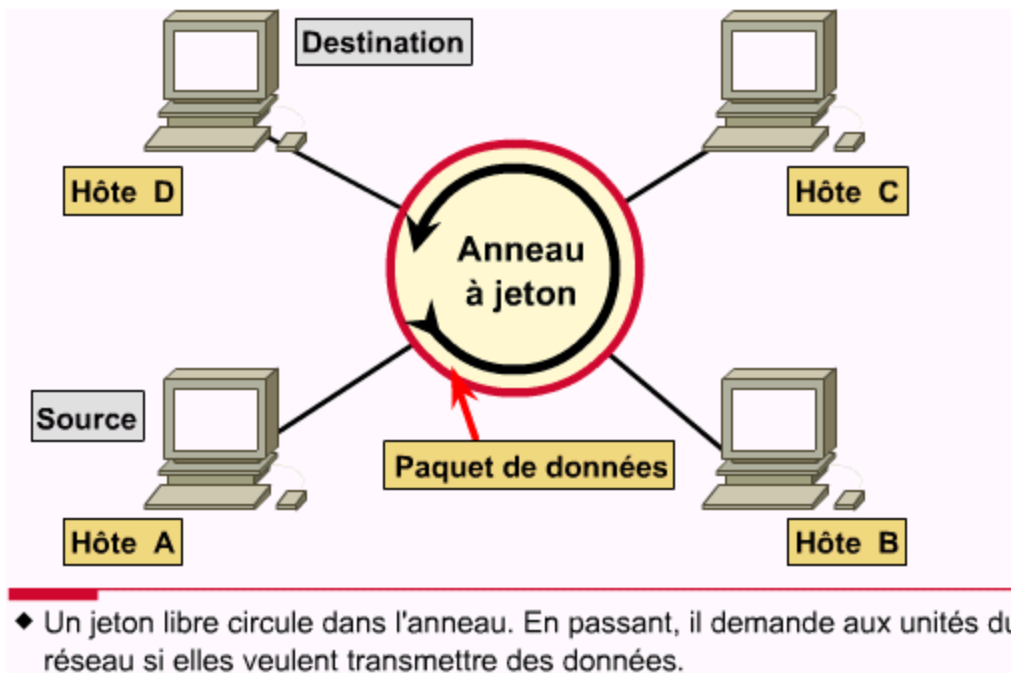 Destination
Hôte D
Hôte C
Anneau
à jeton
Source
Paquet de données
Hôte A
Hôte B
◆ Un jeton libre circule dans l'anneau. En passant, il demande aux unités du
réseau si elles veulent transmettre des données.